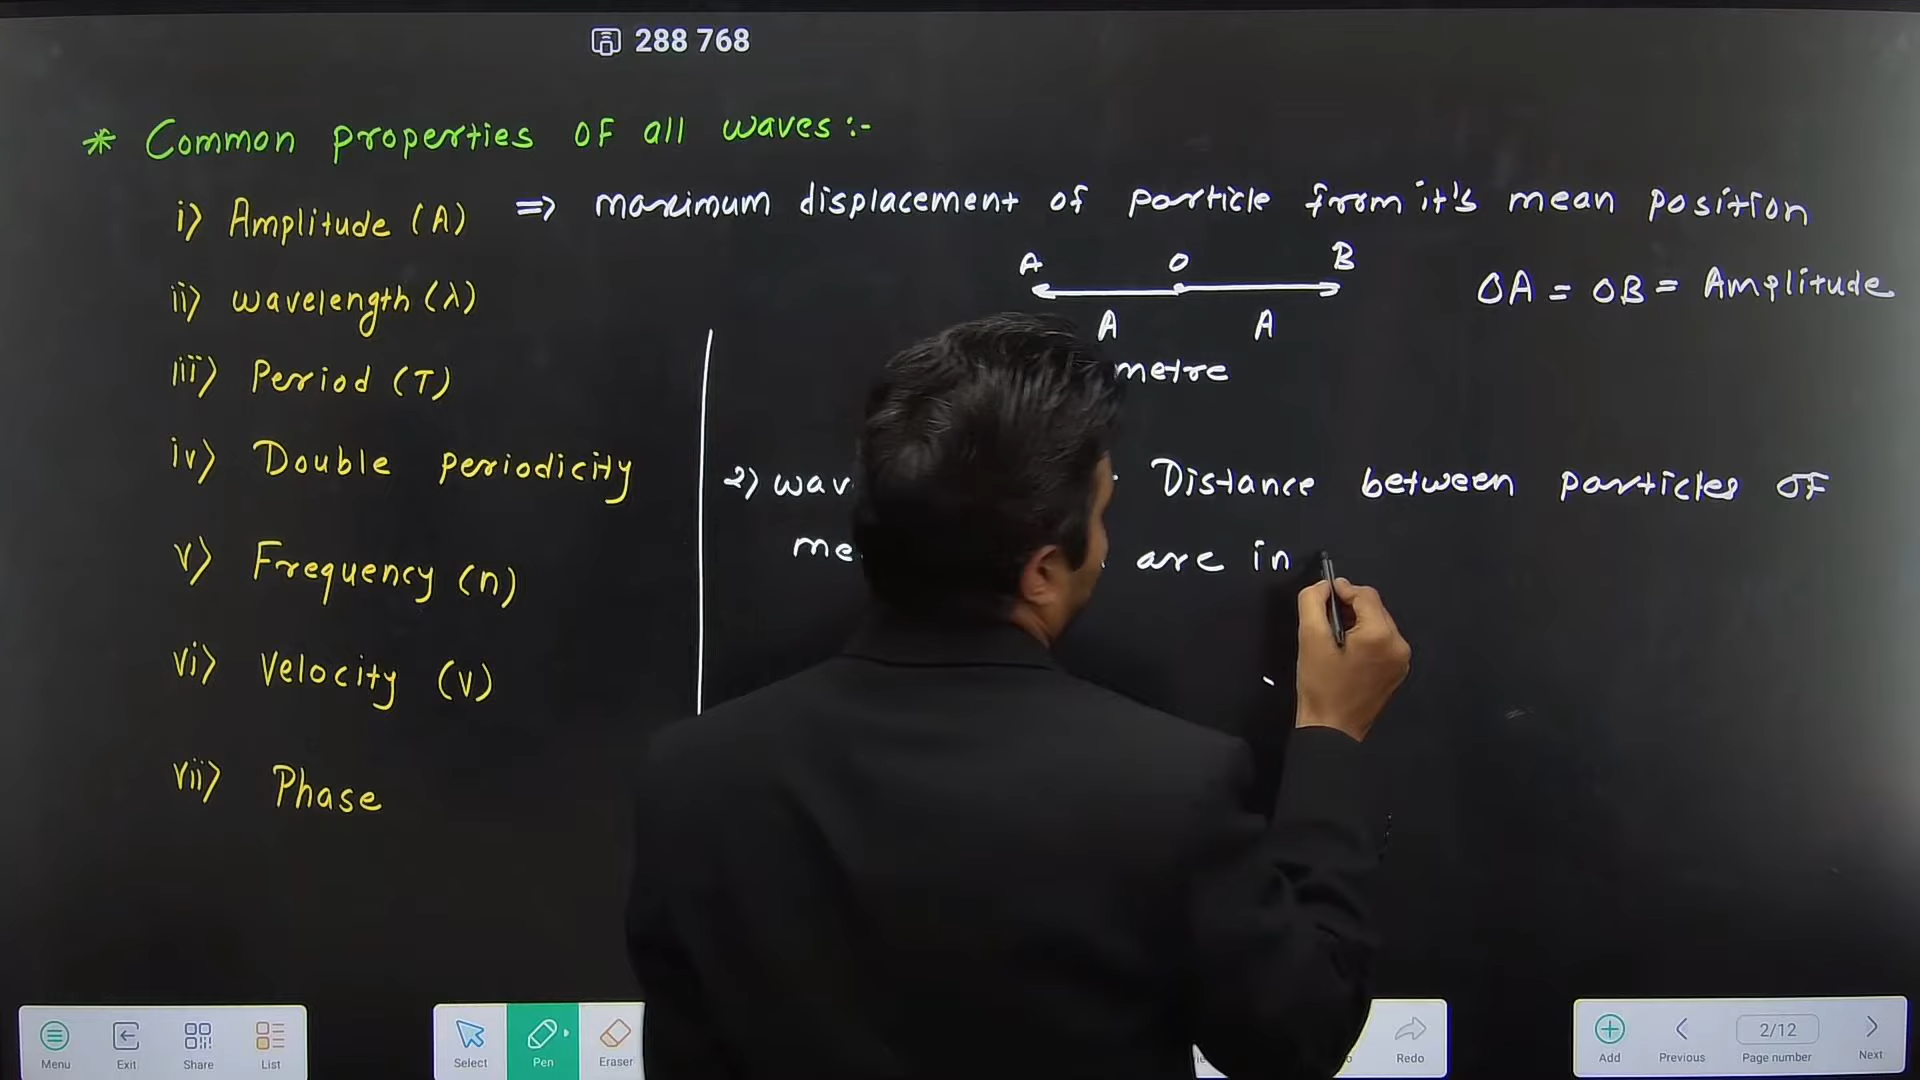 288 768
* Common properties of all waves :-
i) Amplitude (A) => maximum displacement of particle from it's mean position
A O B
OA = OB = Amplitude
A A
metre
ii) wavelength (λ)
iii) Period (T)
iv) Double periodicity
v) Frequency (n)
vi) Velocity (v)
vii) Phase
2) Distance between particles of
are in
Menu Exit Share List Select Pen Eraser Redo Add Previous 2/12 Page number Next